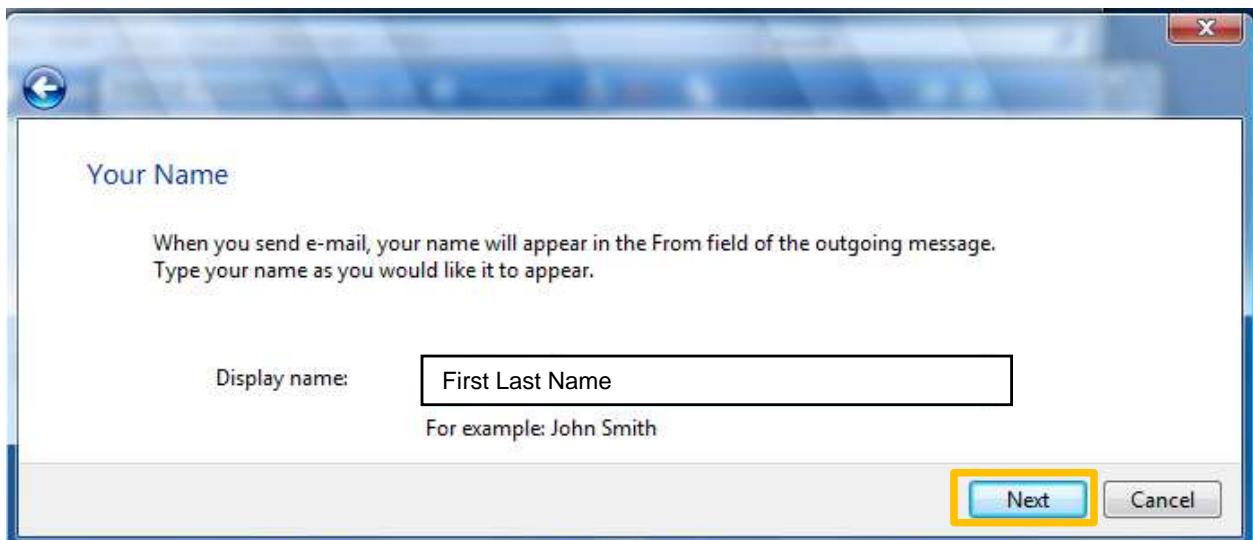 Your Name
When you send e-mail, your name will appear in the From field of the outgoing message.
Type your name as you would like it to appear.
Display name: First Last Name
For example: John Smith
Next Cancel